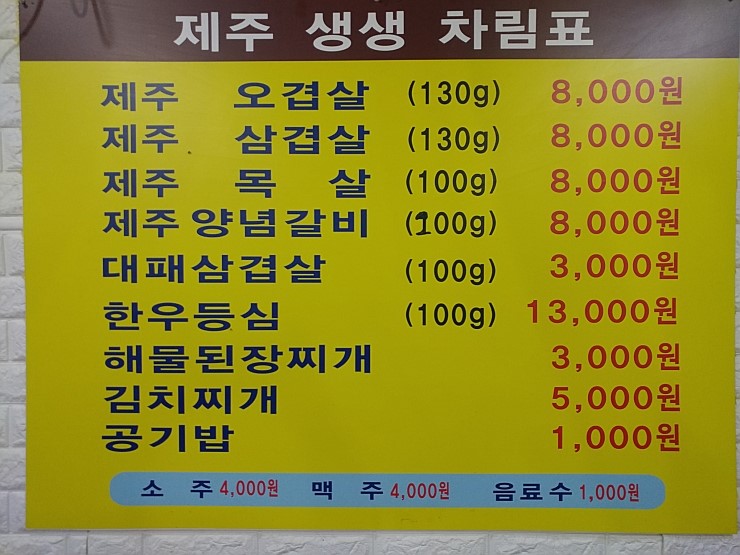 제주 생생 차림표
제주 오겹살 (130g) 8,000원
제주 삼겹살 (130g) 8,000원
제주 목 살 (100g) 8,000원
제주 양념갈비 (200g) 8,000원
대패삼겹살 (100g) 3,000원
한우등심 (100g) 13,000원
해물된장찌개 3,000원
김치찌개 5,000원
공기밥 1,000원
소 주 4,000원 맥 주 4,000원 음료수 1,000원